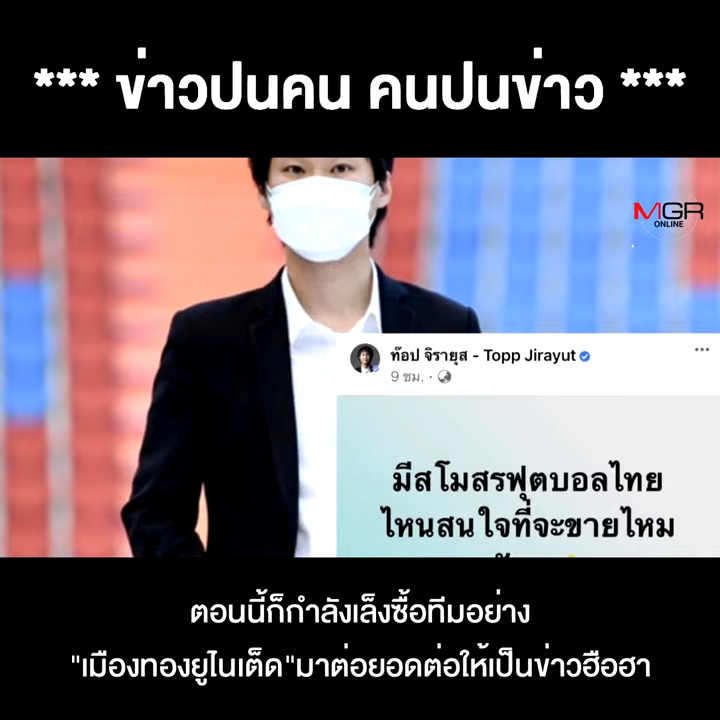 *** ข่าวปนคน คนปนข่าว ***
MGR
ONLINE
ท๊อป จิรายุส - Topp Jirayut
9 ชม. ·
มีสโมสรฟุตบอลไทย
ไหนสนใจที่จะขายไหม
ตอนนี้ก็กำลังเล็งซื้อทีมอย่าง
"เมืองทองยูไนเต็ด"มาต่อยอดต่อให้เป็นข่าวฮือฮา